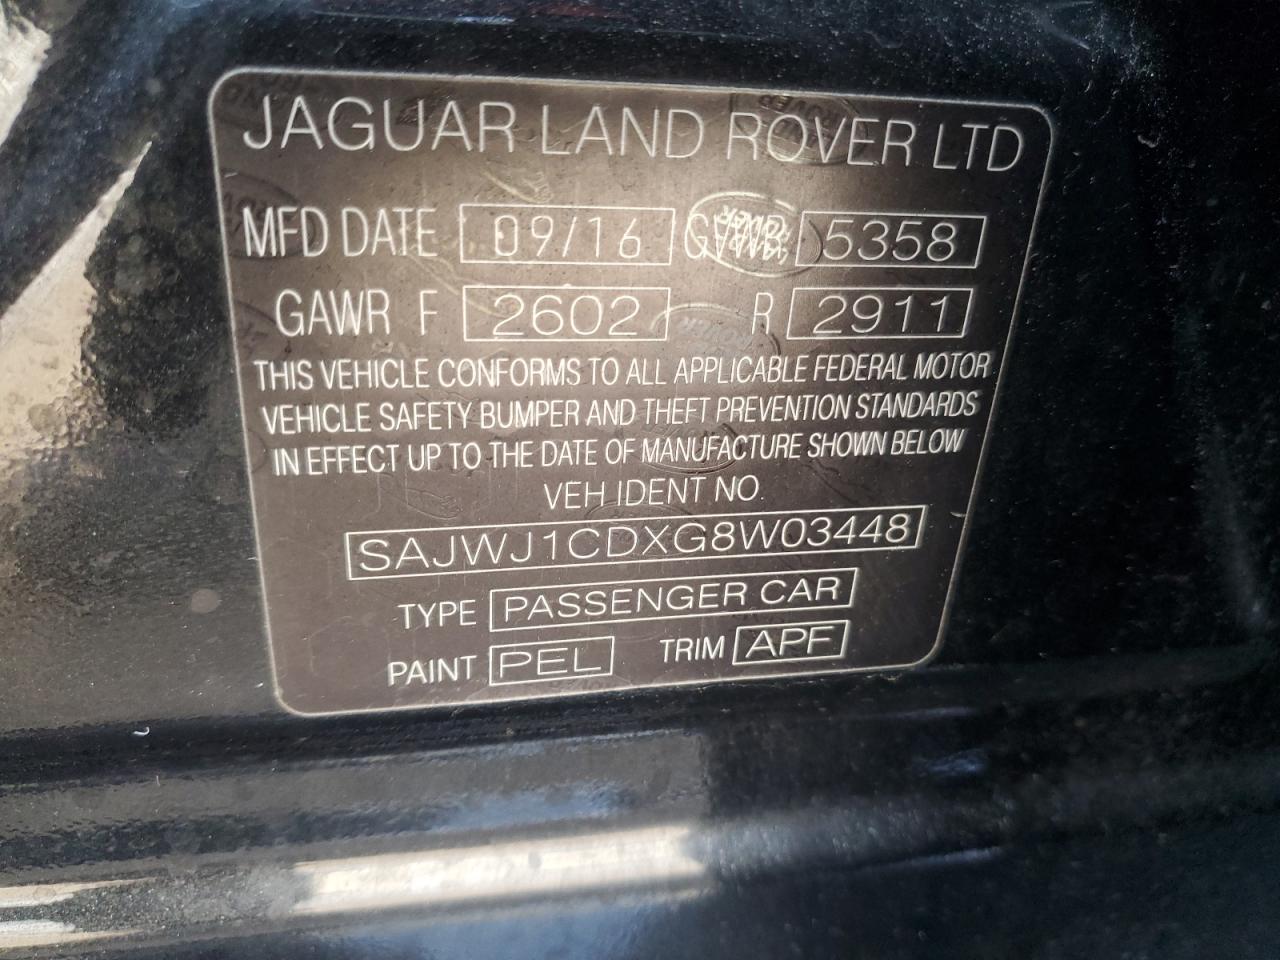 JAGUAR LAND ROVER LTD
MFD DATE 09/16 GVWR 5358
GAWR F 2602 R 2911
THIS VEHICLE CONFORMS TO ALL APPLICABLE FEDERAL MOTOR
VEHICLE SAFETY BUMPER AND THEFT PREVENTION STANDARDS
IN EFFECT UP TO THE DATE OF MANUFACTURE SHOWN BELOW
VEH IDENT NO.
SAJWJ1CDXG8W03448
TYPE PASSENGER CAR
PAINT PEL TRIM APF